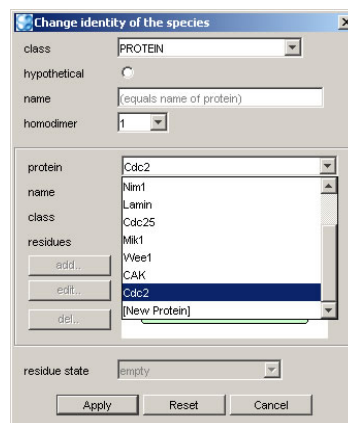 Change identity of the species
class PROTEIN
hypothetical
name (equals name of protein)
homodimer 1
protein Cdc2
name Nim1
Lamin
class Cdc25
residues Mik1
Wee1
add.. CAK
edit.. Cdc2
del.. [New Protein]
residue state empty
Apply Reset Cancel